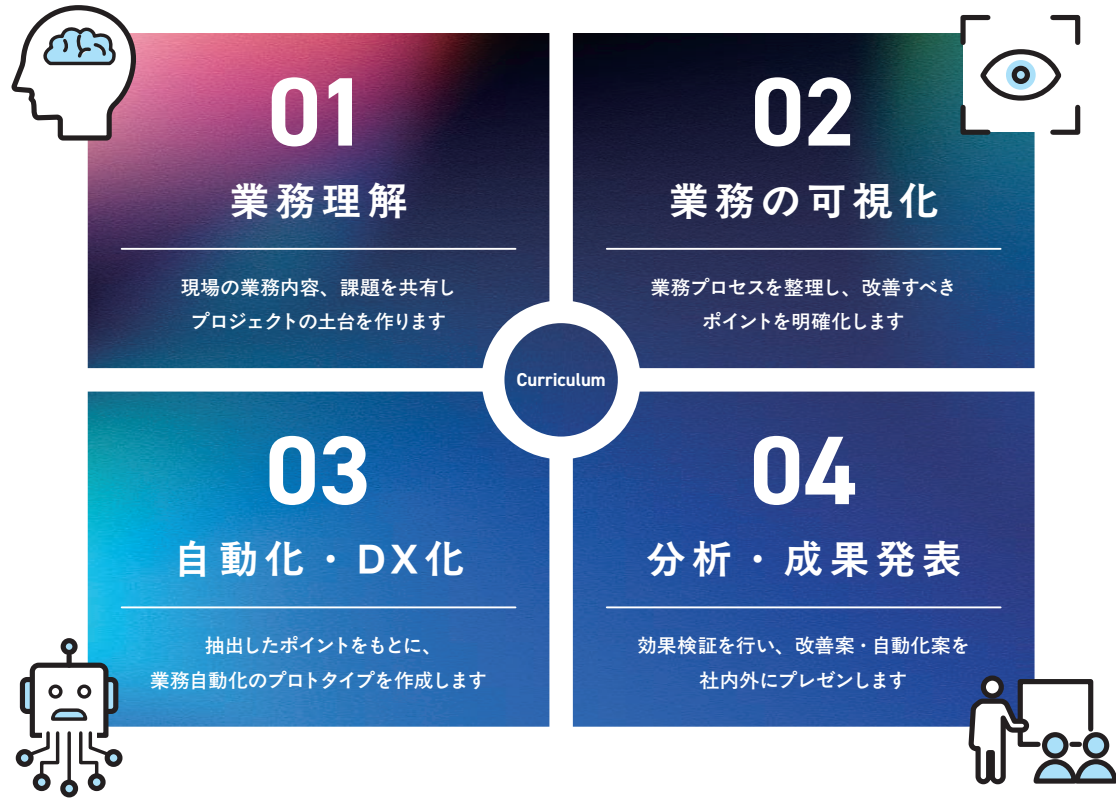 01
業務理解
現場の業務内容、課題を共有し
プロジェクトの土台を作ります
02
業務の可視化
業務プロセスを整理し、改善すべき
ポイントを明確化します
Curriculum
03
自動化・DX化
抽出したポイントをもとに、
業務自動化のプロトタイプを作成します
04
分析・成果発表
効果検証を行い、改善案・自動化案を
社内外にプレゼンします